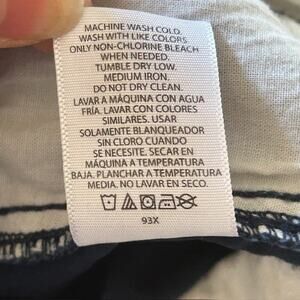 MACHINE WASH COLD.
WASH WITH LIKE COLORS.
ONLY NON-CHLORINE BLEACH
WHEN NEEDED.
TUMBLE DRY LOW.
MEDIUM IRON.
DO NOT DRY CLEAN.
LAVAR A MÁQUINA CON AGUA
FRÍA. LAVAR CON COLORES
SIMILARES. USAR
SOLAMENTE BLANQUEADOR
SIN CLORO CUANDO
SE NECESITE. SECAR EN
MÁQUINA A TEMPERATURA
BAJA. PLANCHAR A TEMPERATURA
MEDIA. NO LAVAR EN SECO.
93X